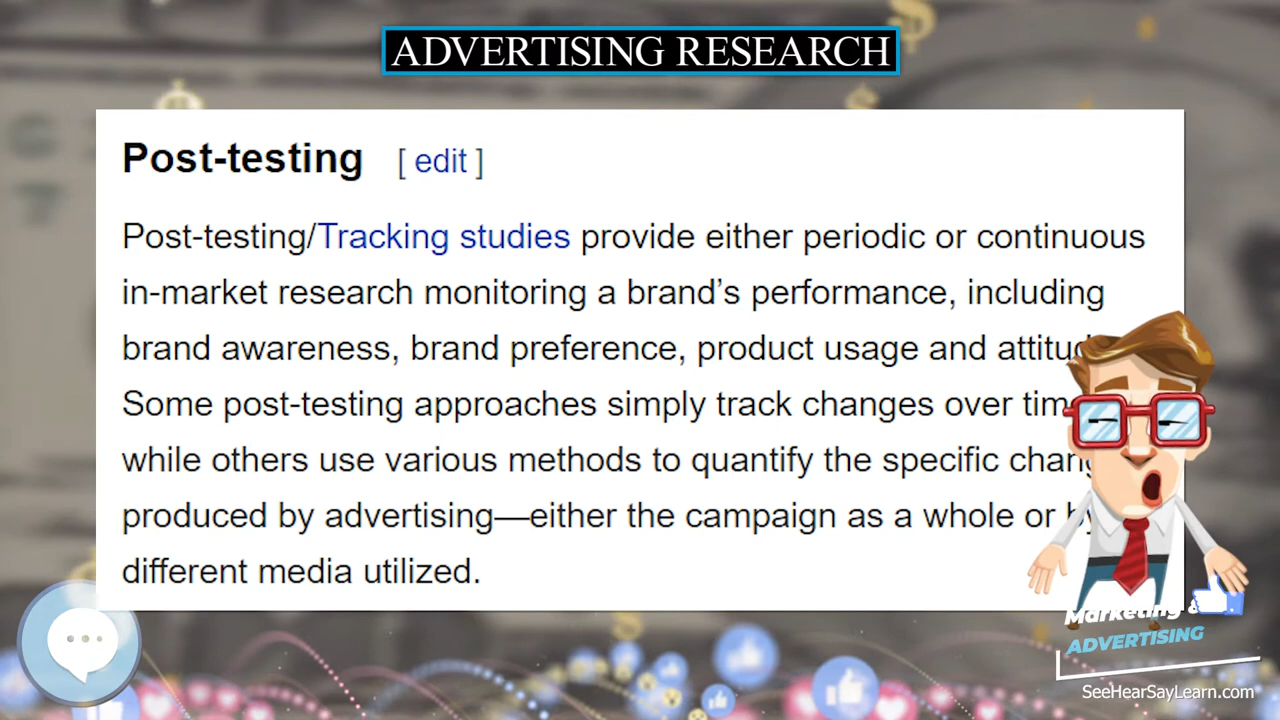 ADVERTISING RESEARCH
Post-testing [ edit ]
Post-testing/Tracking studies provide either periodic or continuous
in-market research monitoring a brand’s performance, including
brand awareness, brand preference, product usage and
Some post-testing approaches simply track changes over
while others use various methods to quantify the specific
produced by advertising—either the campaign as a whole or
different media utilized.
Marketing &
ADVERTISING
SeeHearSayLearn.com